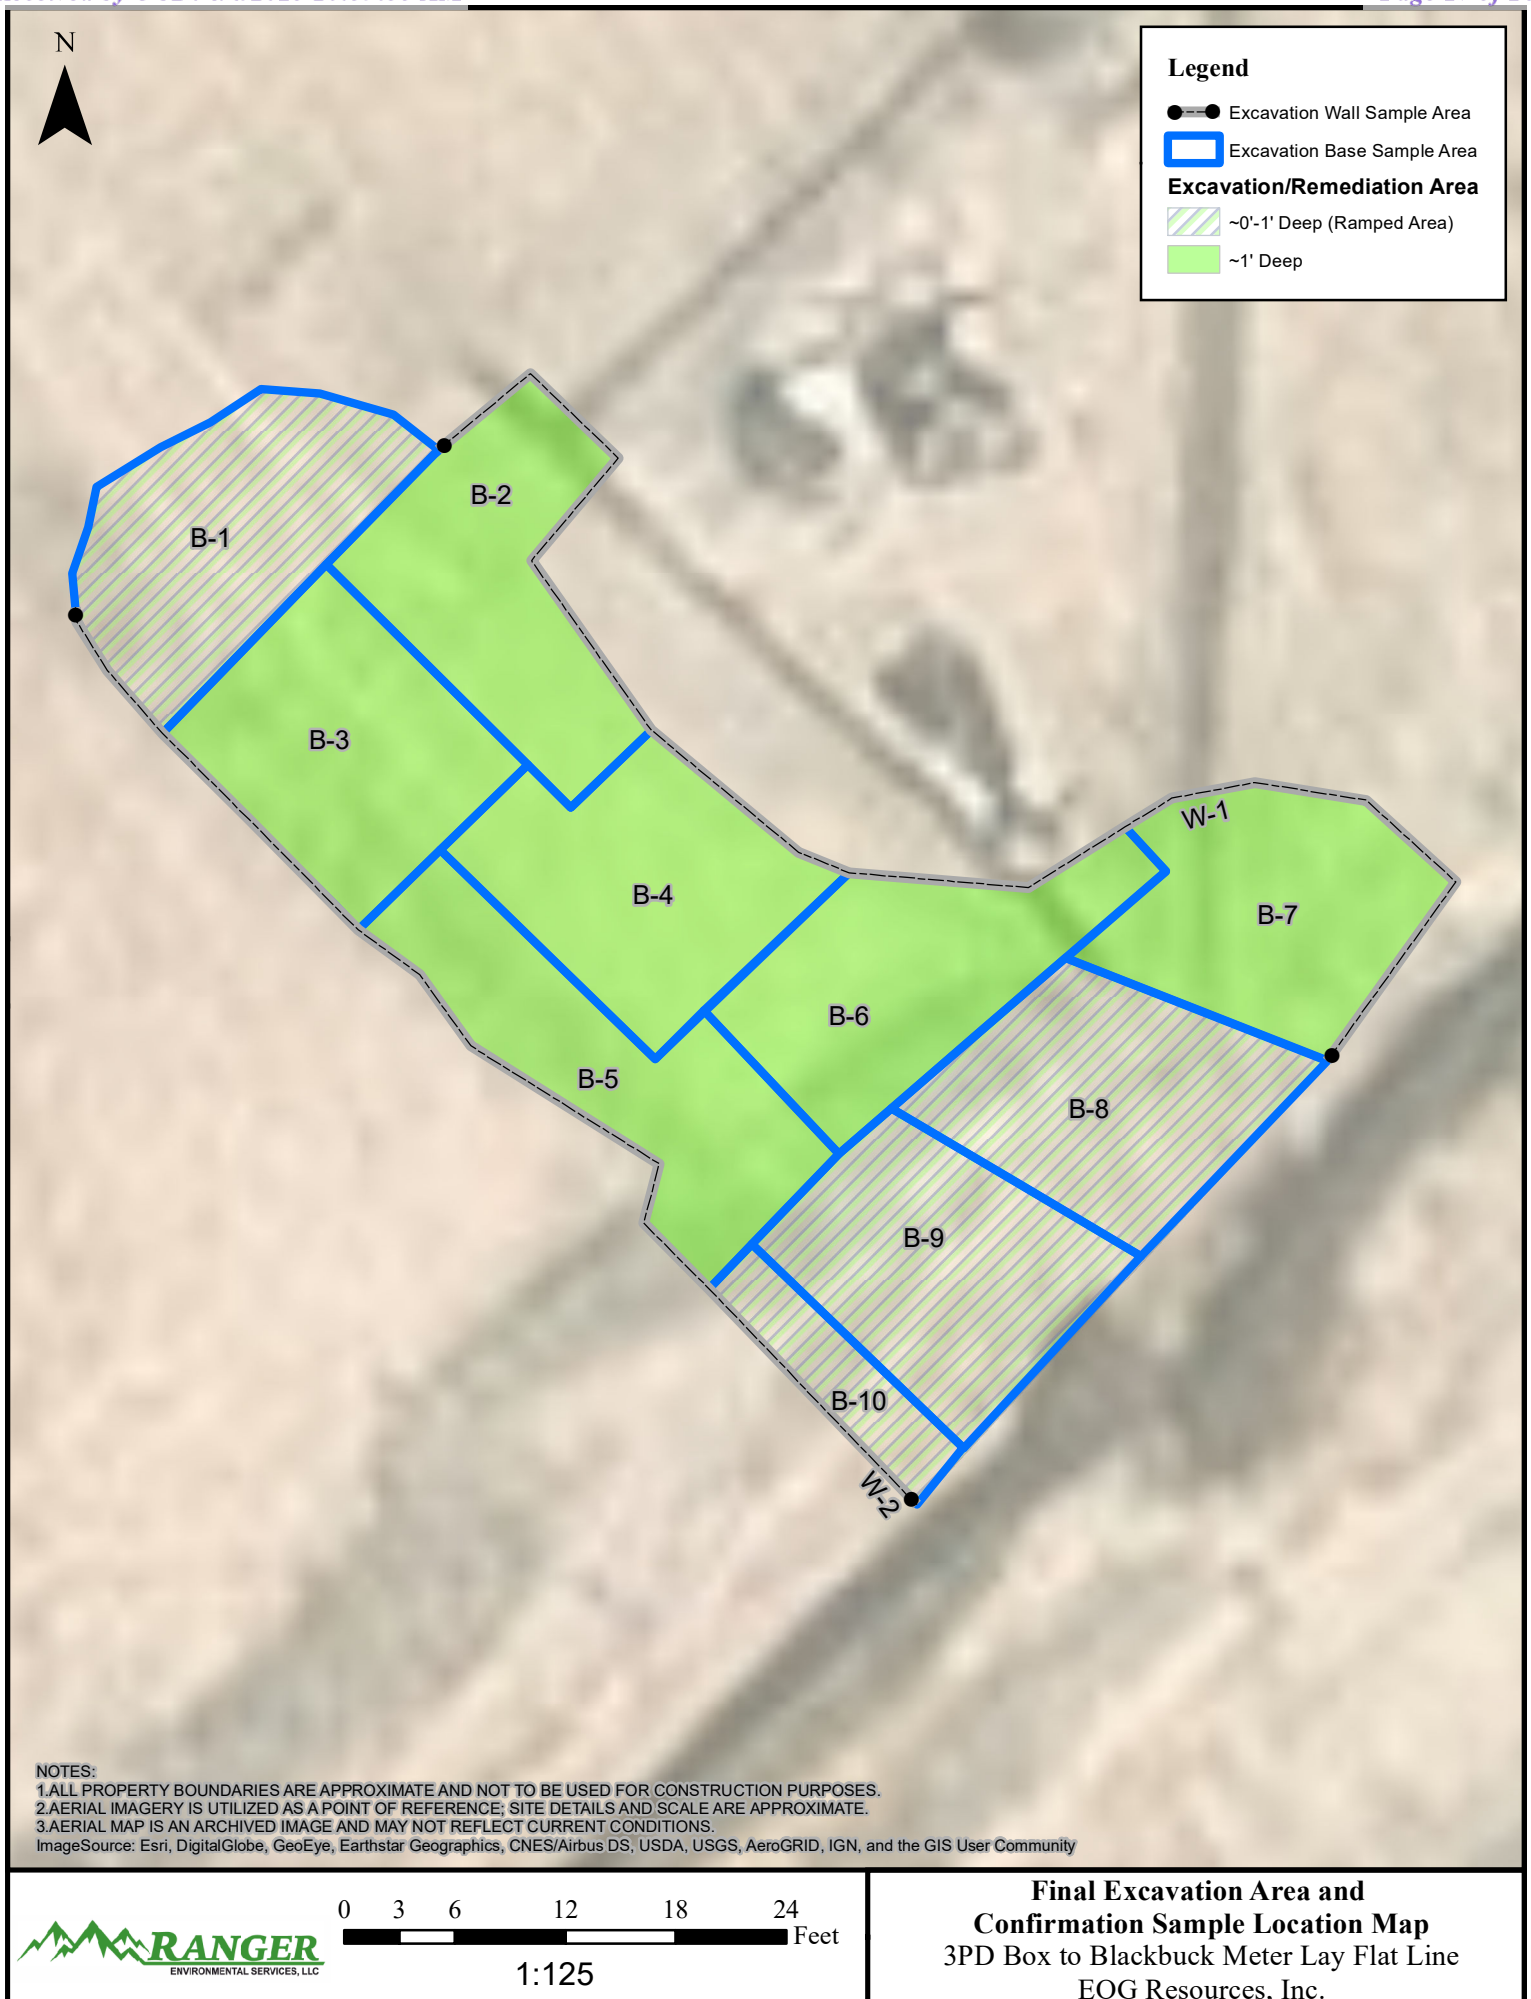 N
Legend
Excavation Wall Sample Area
Excavation Base Sample Area
Excavation/Remediation Area
~0'-1' Deep (Ramped Area)
~1' Deep
B-2
B-1
B-3
W-1
B-4
B-7
B-6
B-5
B-8
B-9
B-10
W-2
NOTES:
1.ALL PROPERTY BOUNDARIES ARE APPROXIMATE AND NOT TO BE USED FOR CONSTRUCTION PURPOSES.
2.AERIAL IMAGERY IS UTILIZED AS A POINT OF REFERENCE; SITE DETAILS AND SCALE ARE APPROXIMATE.
3.AERIAL MAP IS AN ARCHIVED IMAGE AND MAY NOT REFLECT CURRENT CONDITIONS.
ImageSource: Esri, DigitalGlobe, GeoEye, Earthstar Geographics, CNES/Airbus DS, USDA, USGS, AeroGRID, IGN, and the GIS User Community
RANGER
ENVIRONMENTAL SERVICES, LLC
0 3 6 12 18 24
Feet
1:125
Final Excavation Area and
Confirmation Sample Location Map
3PD Box to Blackbuck Meter Lay Flat Line
EOG Resources, Inc.